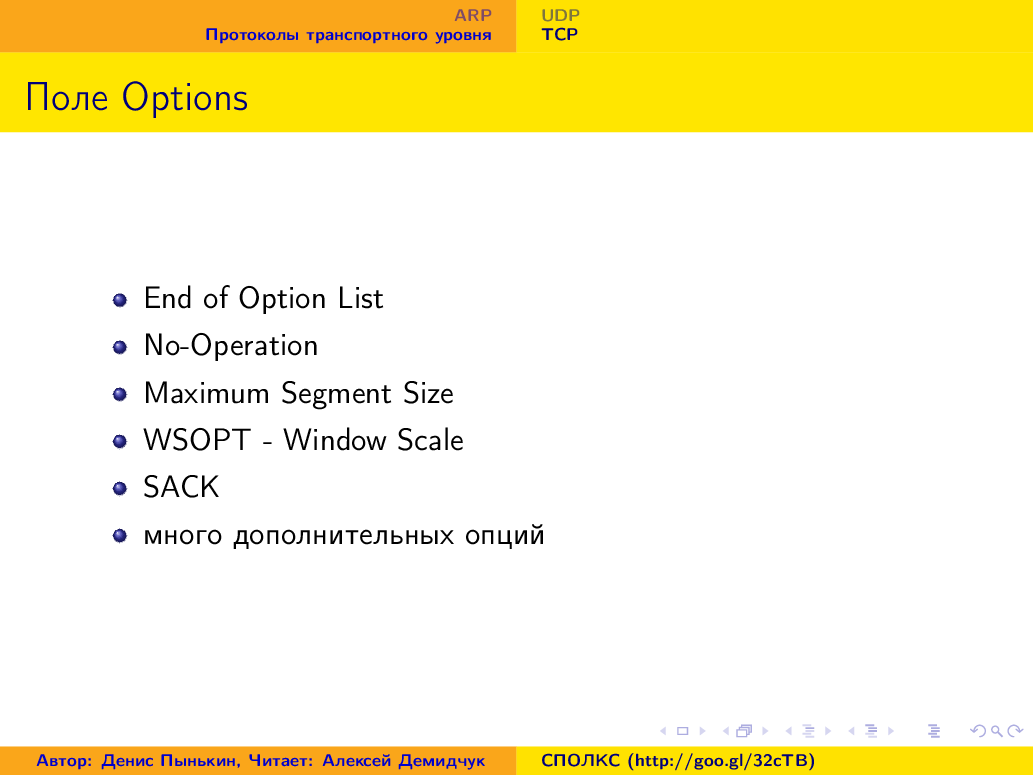 ARP
Протоколы транспортного уровня
UDP
TCP
Поле Options
End of Option List
No-Operation
Maximum Segment Size
WSOPT - Window Scale
SACK
много дополнительных опций
Автор: Денис Пынькин, Читает: Алексей Демидчук
СПОЛКС (http://goo.gl/32cTB)